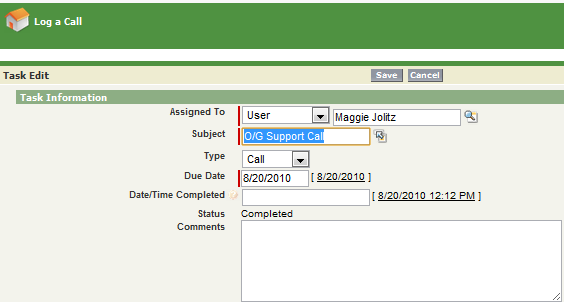 Log a Call
Task Edit Save Cancel
Task Information
Assigned To User Maggie Jolitz
Subject O/G Support Call
Type Call
Due Date 8/20/2010 [ 8/20/2010 ]
Date/Time Completed [ 8/20/2010 12:12 PM ]
Status Completed
Comments